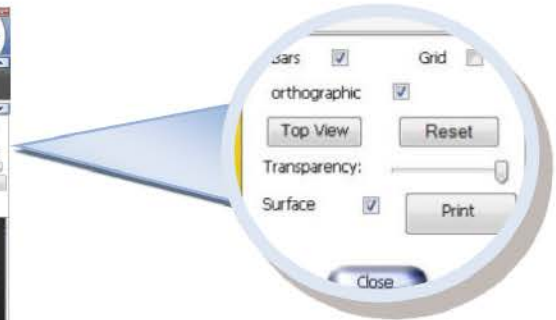 Bars Grid
orthographic
Top View Reset
Transparency:
Surface Print
Close